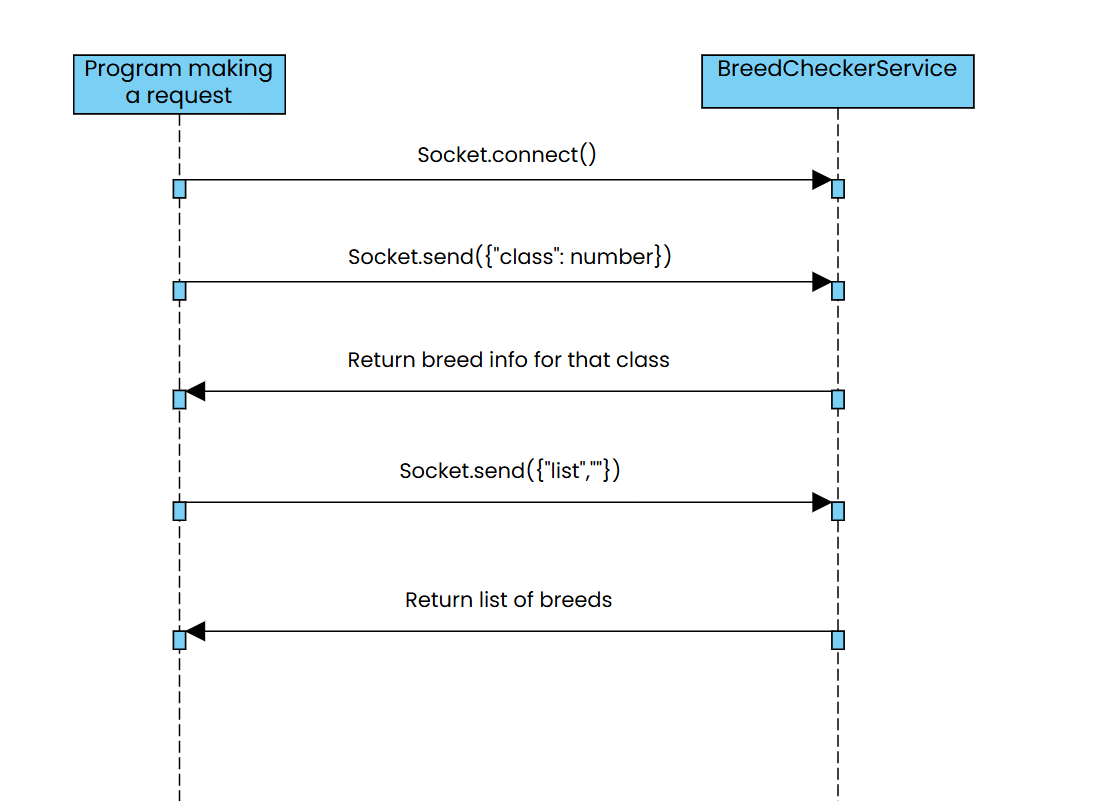 Program making
a request
BreedCheckerService
Socket.connect()
Socket.send({"class": number})
Return breed info for that class
Socket.send({"list",""})
Return list of breeds